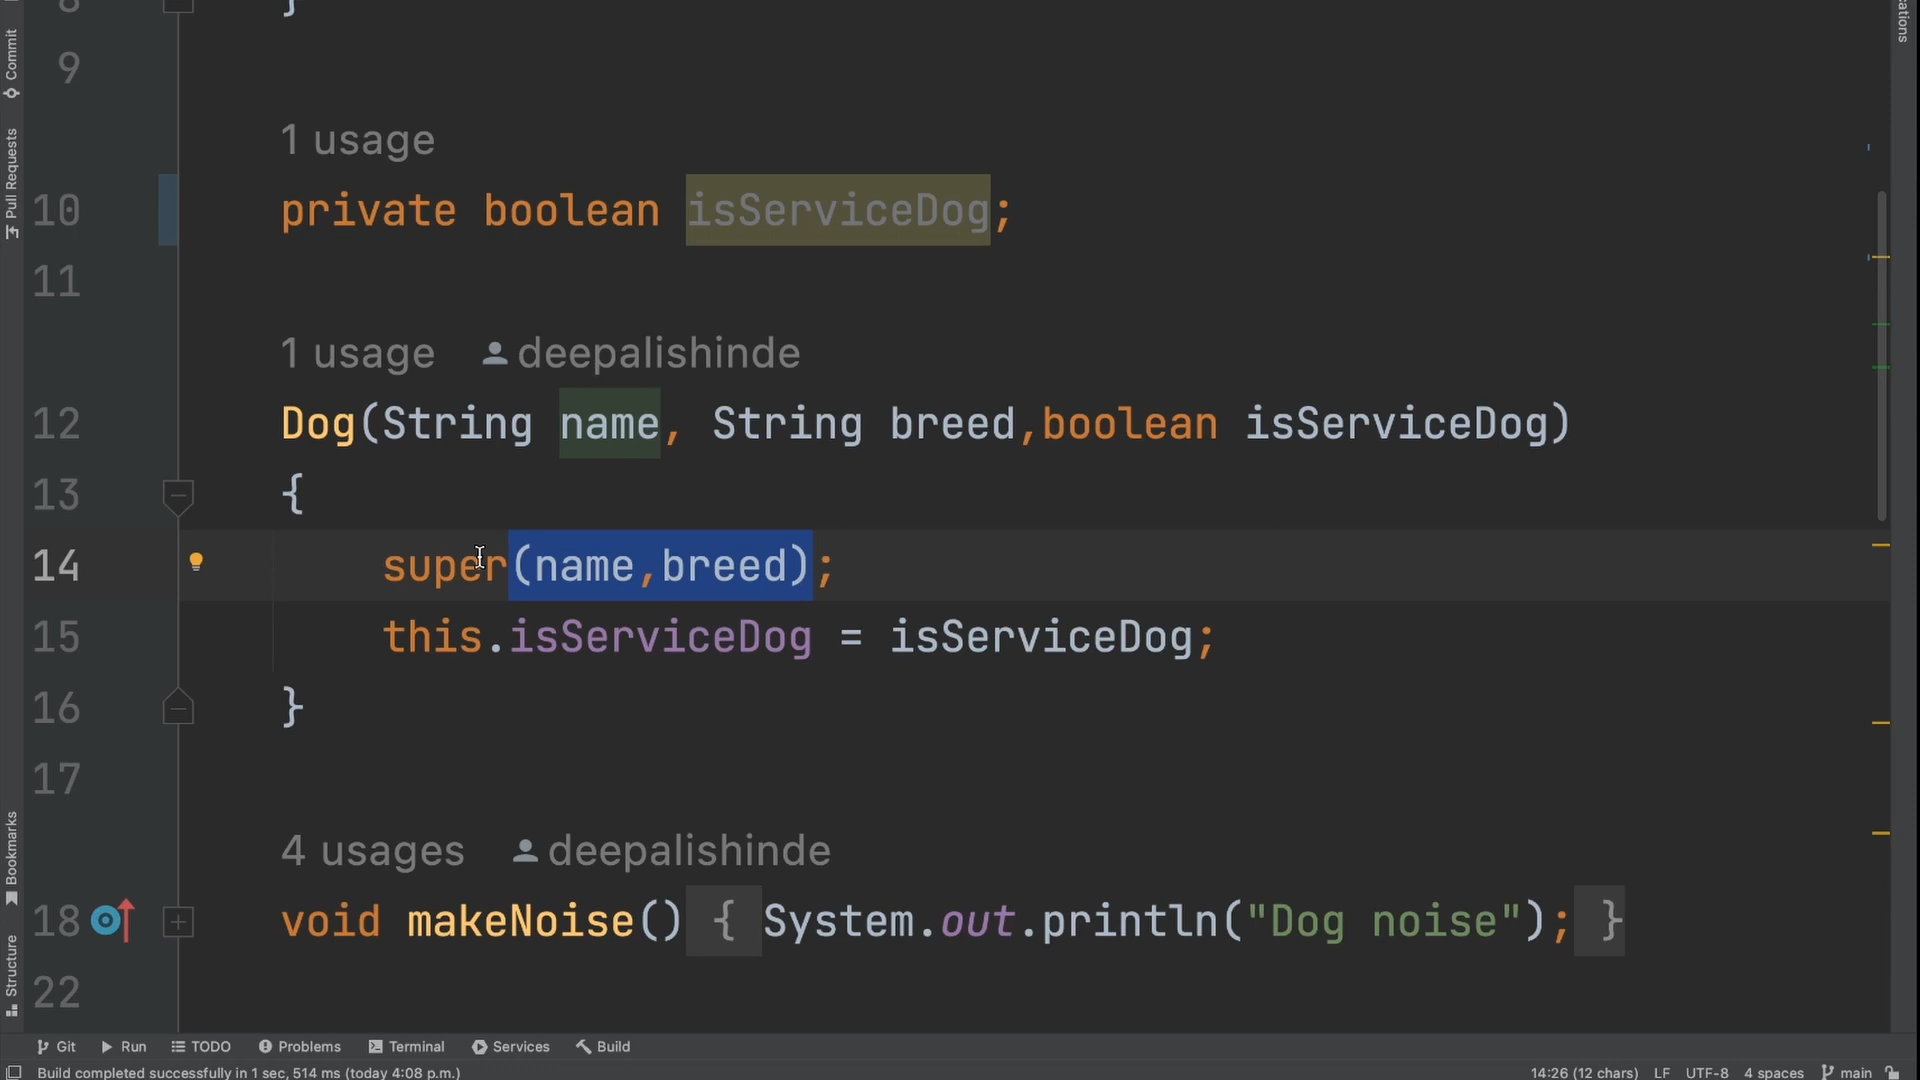 8
}
Commit
Pull Requests
9
1 usage
10 private boolean isServiceDog;
11
1 usage deepalishinde
12 Dog(String name, String breed,boolean isServiceDog)
13 {
14 super(name,breed);
15 this.isServiceDog = isServiceDog;
16 }
17
4 usages deepalishinde
18 void makeNoise() { System.out.println("Dog noise"); }
22
Bookmarks
Structure
Git Run TODO Problems Terminal Services Build
Build completed successfully in 1 sec, 514 ms (today 4:08 p.m.) 14:26 (12 chars) LF UTF-8 4 spaces main